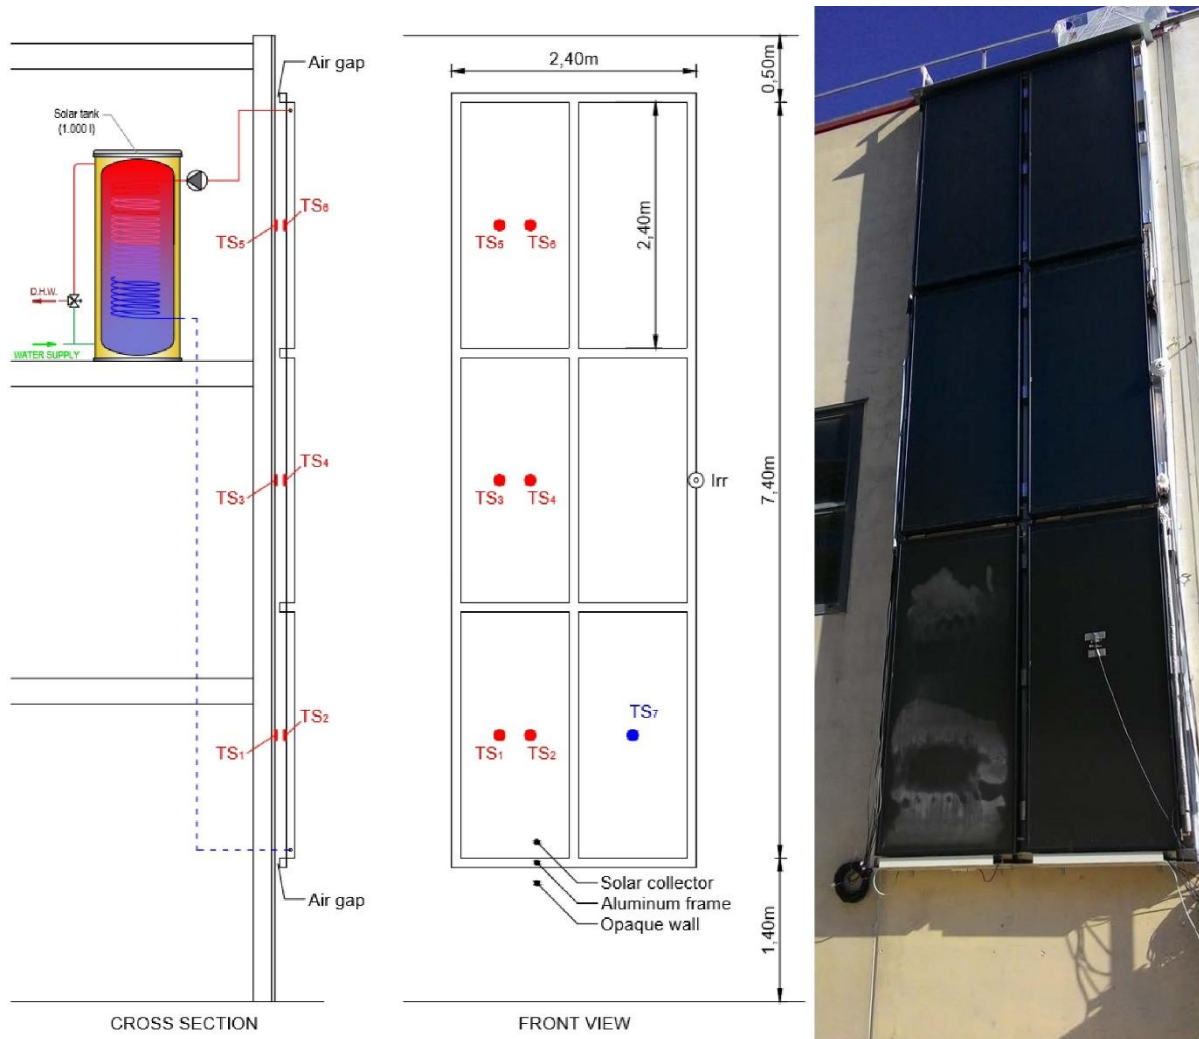 Air gap
Solar tank
(1.000 l)
TS6
TS5
D.H.W.
WATER SUPPLY
TS4
TS3
TS2
TS1
Air gap
CROSS SECTION
2,40m
0,50m
2,40m
TS5 TS6
TS3 TS4
Irr
7,40m
TS7
TS1 TS2
Solar collector
Aluminum frame
Opaque wall
1,40m
FRONT VIEW